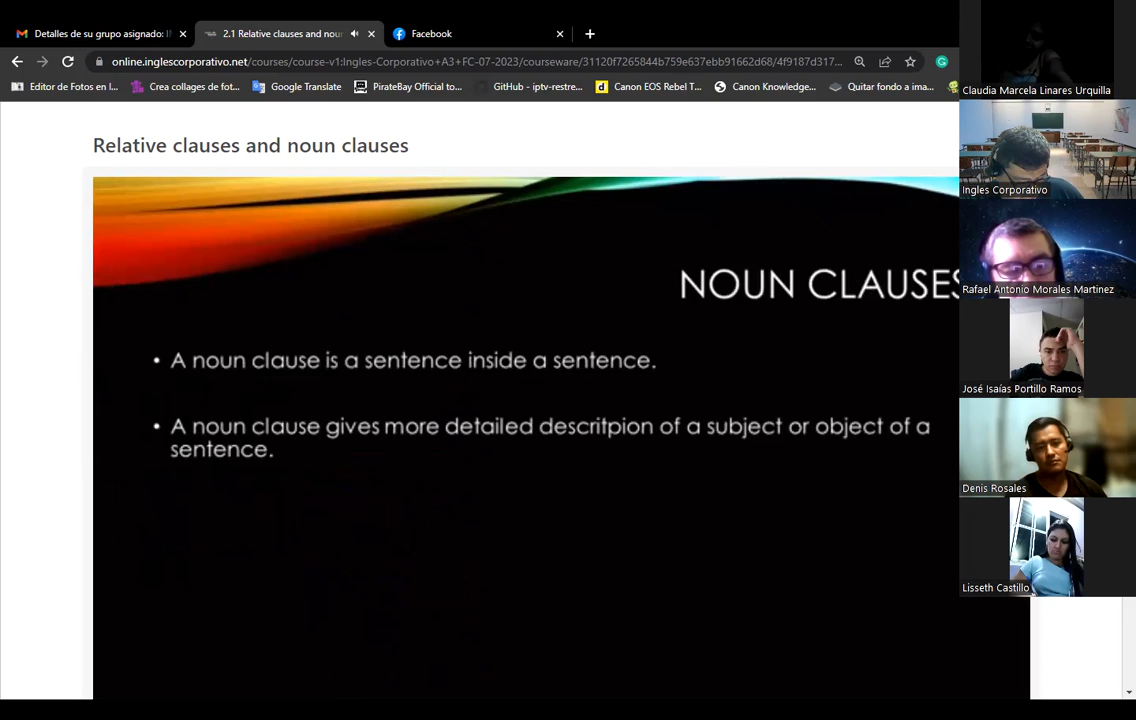 Detalles de su grupo asignado: I
2.1 Relative clauses and nour
Facebook
online.inglescorporativo.net/courses/course-v1:Ingles-Corporativo+A3+FC-07-2023/courseware/31120f7265844b759e637ebb91662d68/4f9187d317...
Editor de Fotos en l...
Crea collages de fot...
Google Translate
PirateBay Official to...
GitHub - iptv-restre...
Canon EOS Rebel T...
Canon Knowledge...
Quitar fondo a ima...
Relative clauses and noun clauses
NOUN CLAUSES
• A noun clause is a sentence inside a sentence.
• A noun clause gives more detailed descritpion of a subject or object of a
sentence.
Claudia Marcela Linares Urquilla
Ingles Corporativo
Rafael Antonio Morales Martinez
José Isaías Portillo Ramos
Denis Rosales
Lisseth Castillo